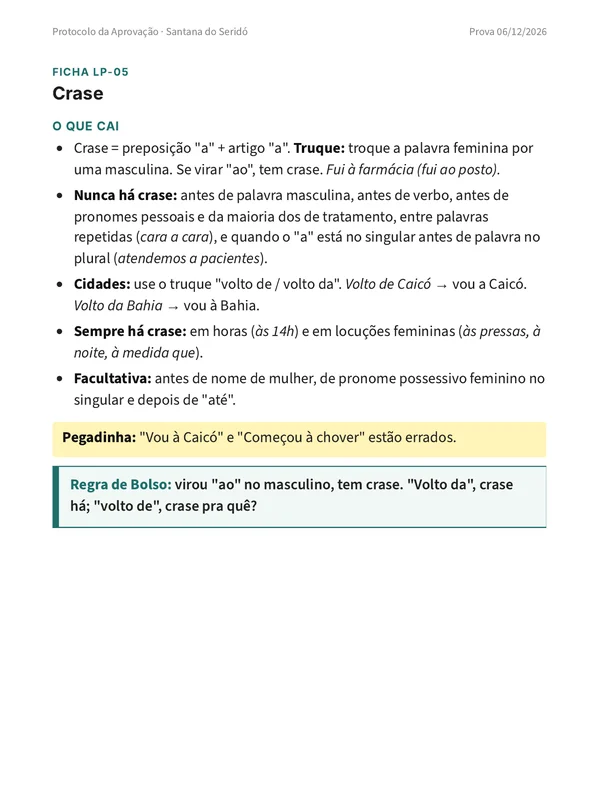 Protocolo da Aprovação · Santana do Seridó Prova 06/12/2026
FICHA LP-05
Crase
O QUE CAI
• Crase = preposição "a" + artigo "a". Truque: troque a palavra feminina por
uma masculina. Se virar "ao", tem crase. Fui à farmácia (fui ao posto).
• Nunca há crase: antes de palavra masculina, antes de verbo, antes de
pronomes pessoais e da maioria dos de tratamento, entre palavras
repetidas (cara a cara), e quando o "a" está no singular antes de palavra no
plural (atendemos a pacientes).
• Cidades: use o truque "volto de / volto da". Volto de Caicó → vou a Caicó.
Volto da Bahia → vou à Bahia.
• Sempre há crase: em horas (às 14h) e em locuções femininas (às pressas, à
noite, à medida que).
• Facultativa: antes de nome de mulher, de pronome possessivo feminino no
singular e depois de "até".
Pegadinha: "Vou à Caicó" e "Começou à chover" estão errados.
Regra de Bolso: virou "ao" no masculino, tem crase. "Volto da", crase
há; "volto de", crase pra quê?